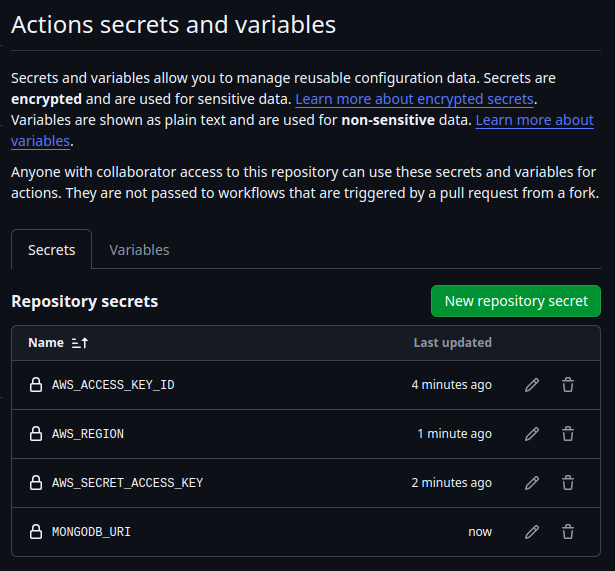 Actions secrets and variables
Secrets and variables allow you to manage reusable configuration data. Secrets are
encrypted and are used for sensitive data. Learn more about encrypted secrets.
Variables are shown as plain text and are used for non-sensitive data. Learn more about
variables.
Anyone with collaborator access to this repository can use these secrets and variables for
actions. They are not passed to workflows that are triggered by a pull request from a fork.
Secrets Variables
Repository secrets New repository secret
Name Last updated
AWS_ACCESS_KEY_ID 4 minutes ago
AWS_REGION 1 minute ago
AWS_SECRET_ACCESS_KEY 2 minutes ago
MONGODB_URI now